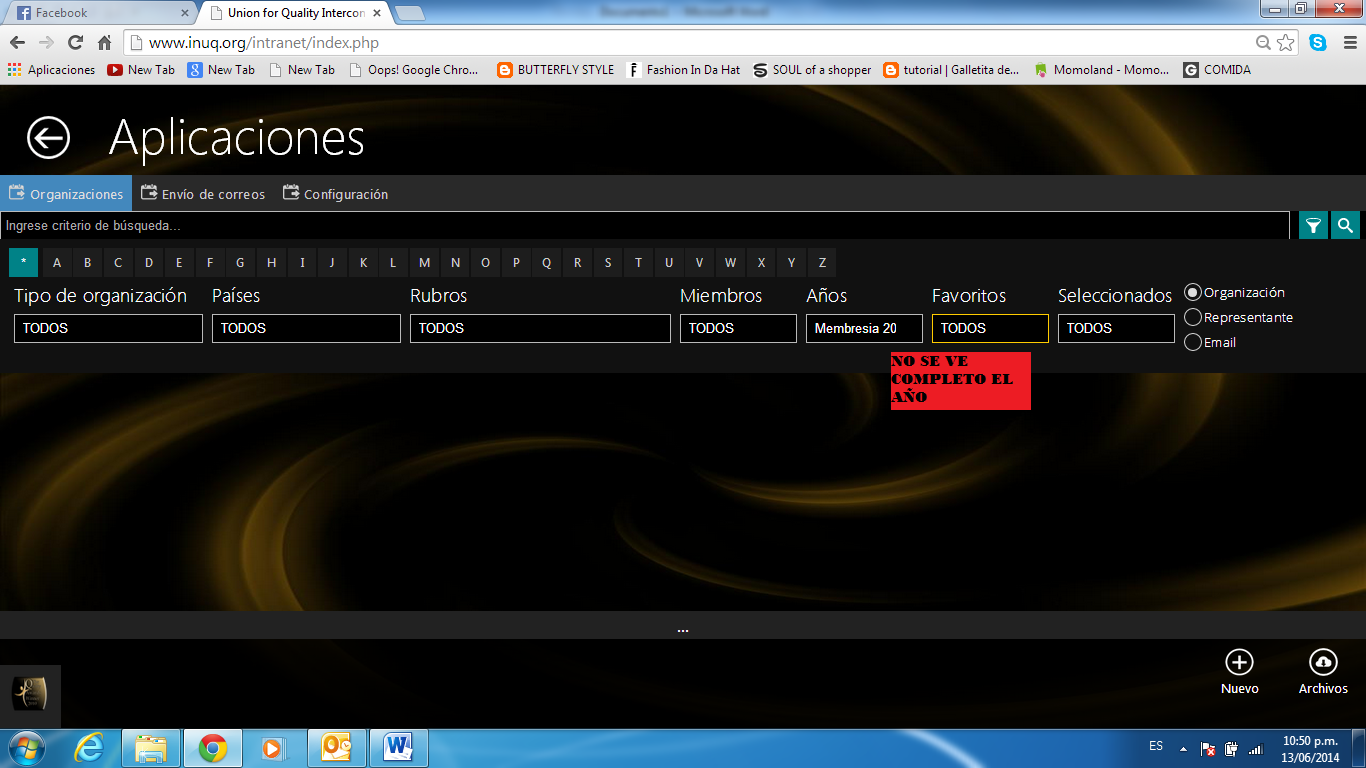 Documento1 - Microsoft Word
Facebook
Union for Quality Intercon
www.inuq.org/intranet/index.php
Aplicaciones
New Tab
New Tab
New Tab
Oops! Google Chro...
BUTTERFLY STYLE
Fashion In Da Hat
SOUL of a shopper
tutorial | Galletita de...
Momoland - Momo...
COMIDA
Aplicaciones
Organizaciones
Envío de correos
Configuración
Ingrese criterio de búsqueda...
* A B C D E F G H I J K L M N O P Q R S T U V W X Y Z
Tipo de organización
Países
Rubros
Miembros
Años
Favoritos
Seleccionados
TODOS
TODOS
TODOS
TODOS
Membresia 20
TODOS
TODOS
Organización
Representante
Email
NO SE VE
COMPLETO EL
AÑO
...
Nuevo
Archivos
ES
10:50 p.m.
13/06/2014